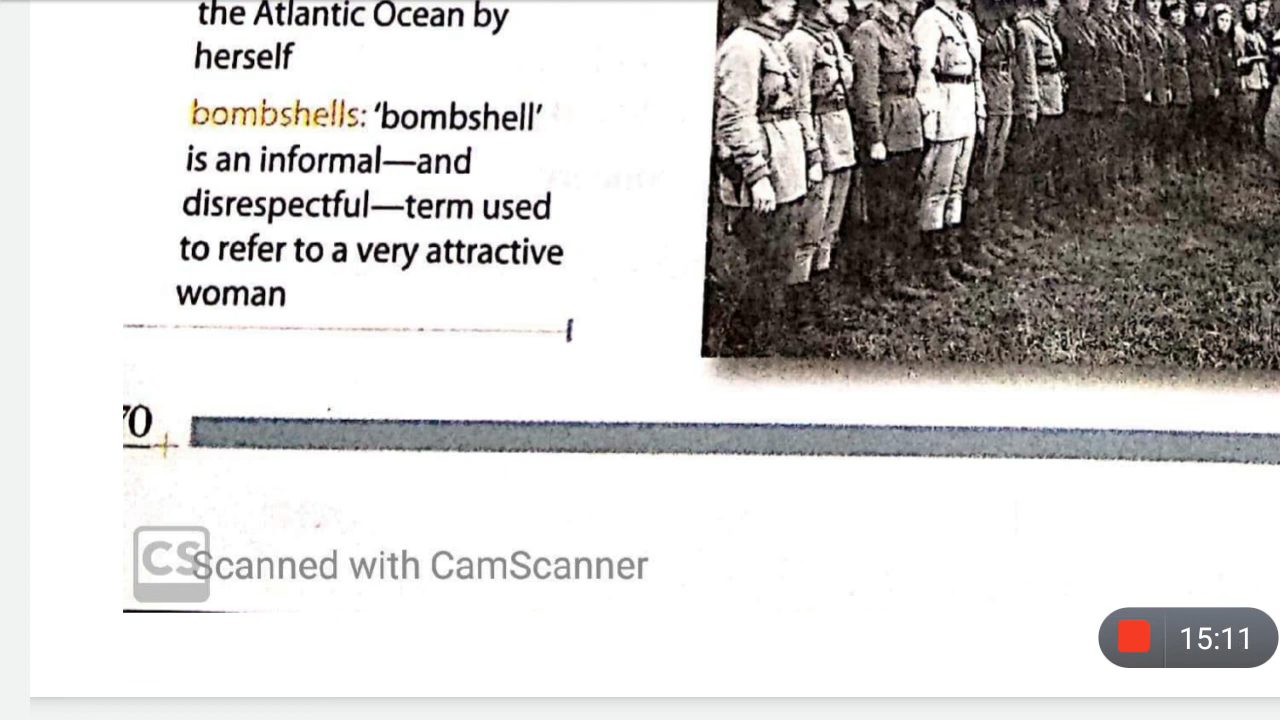 the Atlantic Ocean by
herself
bombshells: ‘bombshell’
is an informal—and
disrespectful—term used
to refer to a very attractive
woman
70
CS
Scanned with CamScanner
15:11